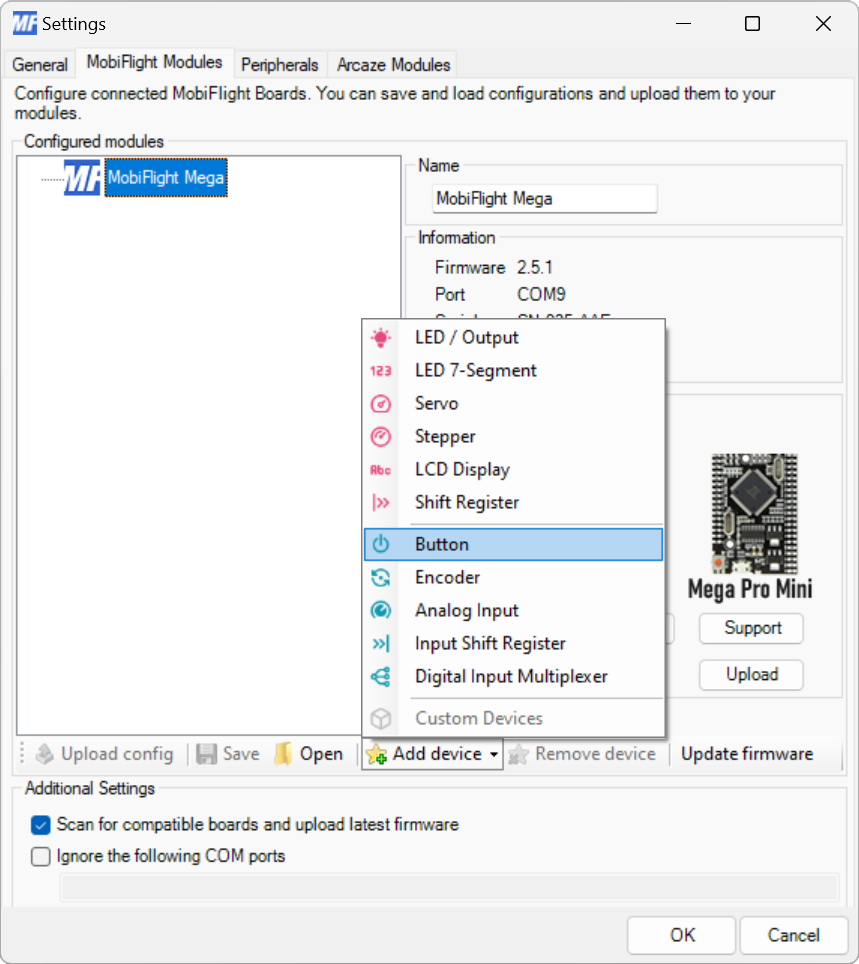 MF Settings
General MobiFlight Modules Peripherals Arcaze Modules
Configure connected MobiFlight Boards. You can save and load configurations and upload them to your
modules.
Configured modules
MF MobiFlight Mega
Name
MobiFlight Mega
Information
Firmware 2.5.1
Port COM9
LED / Output
123 LED 7-Segment
Servo
Stepper
Abc LCD Display
Shift Register
Button
Encoder
Analog Input
Input Shift Register
Digital Input Multiplexer
Custom Devices
Mega Pro Mini
Support
Upload
Upload config Save Open Add device Remove device Update firmware
Additional Settings
Scan for compatible boards and upload latest firmware
Ignore the following COM ports
OK Cancel